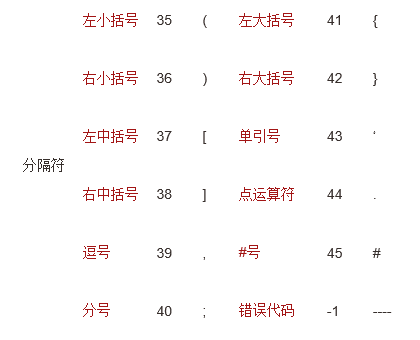 左小括号 35 ( 左大括号 41 {
右小括号 36 ) 右大括号 42 }
左中括号 37 [ 单引号 43 ‘
分隔符
右中括号 38 ] 点运算符 44 .
逗号 39 , #号 45 #
分号 40 ; 错误代码 -1 ----